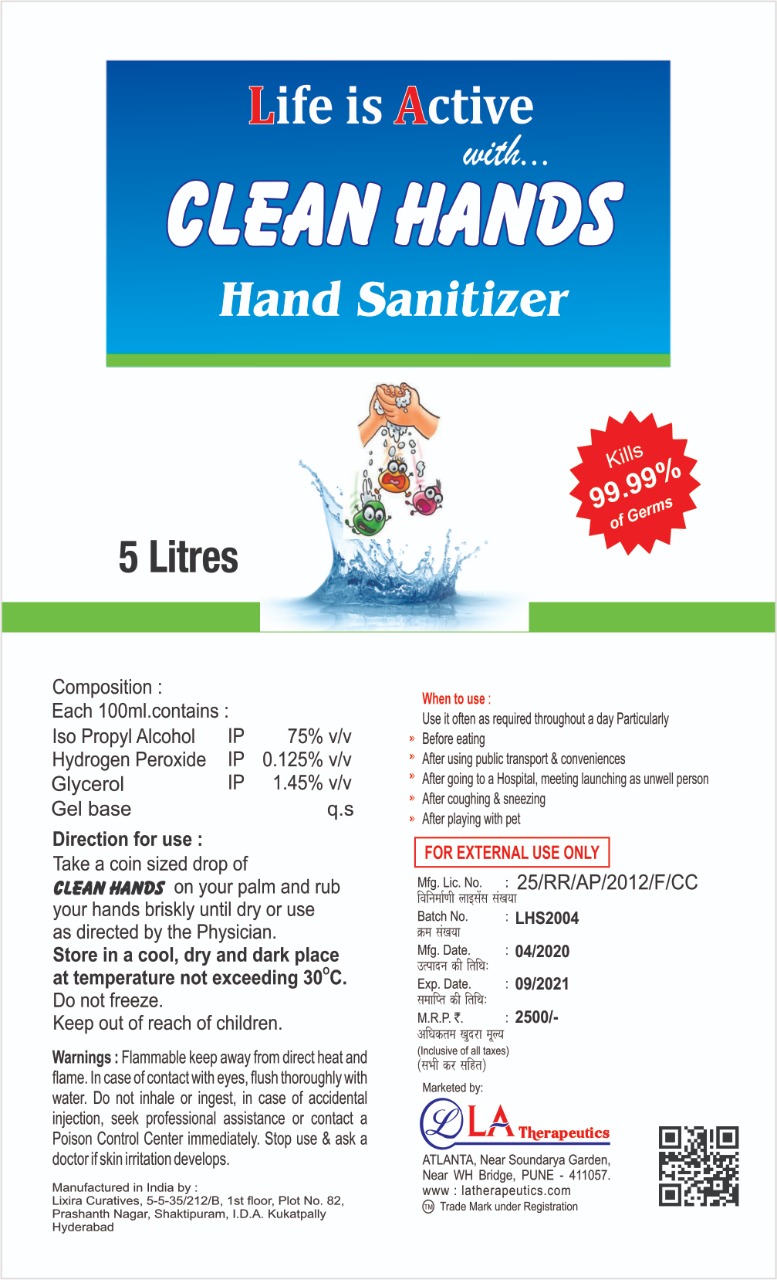 Life is Active
with...
CLEAN HANDS
Hand Sanitizer
Kills
99.99%
of Germs
5 Litres
Composition :
Each 100ml.contains :
Iso Propyl Alcohol IP 75% v/v
Hydrogen Peroxide IP 0.125% v/v
Glycerol IP 1.45% v/v
Gel base q.s
Direction for use :
Take a coin sized drop of
CLEAN HANDS on your palm and rub
your hands briskly until dry or use
as directed by the Physician.
Store in a cool, dry and dark place
at temperature not exceeding 30°C.
Do not freeze.
Keep out of reach of children.
Warnings : Flammable keep away from direct heat and
flame. In case of contact with eyes, flush thoroughly with
water. Do not inhale or ingest, in case of accidental
injection, seek professional assistance or contact a
Poison Control Center immediately. Stop use & ask a
doctor if skin irritation develops.
Manufactured in India by :
Lixira Curatives, 5-5-35/212/B, 1st floor, Plot No. 82,
Prashanth Nagar, Shaktipuram, I.D.A. Kukatpally
Hyderabad
When to use :
Use it often as required throughout a day Particularly
» Before eating
» After using public transport & conveniences
» After going to a Hospital, meeting launching as unwell person
» After coughing & sneezing
» After playing with pet
FOR EXTERNAL USE ONLY
Mfg. Lic. No. : 25/RR/AP/2012/F/CC
विनिर्माणी लाइसेंस संखया
Batch No. : LHS2004
क्रम संखया
Mfg. Date. : 04/2020
उत्पादन की तिथि:
Exp. Date. : 09/2021
समाप्ति की तिथि:
M.R.P. ₹. : 2500/-
अधिकतम खुदरा मूल्य
(Inclusive of all taxes)
(सभी कर सहित)
Marketed by:
L LA Therapeutics
ATLANTA, Near Soundarya Garden,
Near WH Bridge, PUNE - 411057.
www : latherapeutics.com
TM Trade Mark under Registration